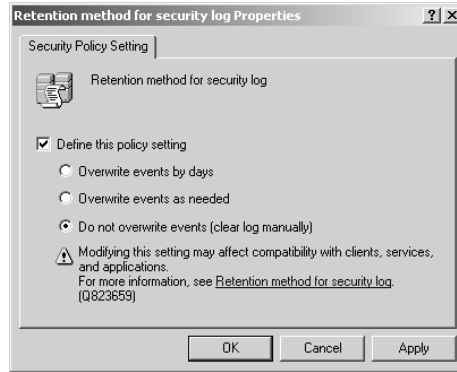 Retention method for security log Properties
Security Policy Setting
Retention method for security log
Define this policy setting
Overwrite events by days
Overwrite events as needed
Do not overwrite events (clear log manually)
Modifying this setting may affect compatibility with clients, services,
and applications.
For more information, see Retention method for security log.
(Q823659)
OK Cancel Apply